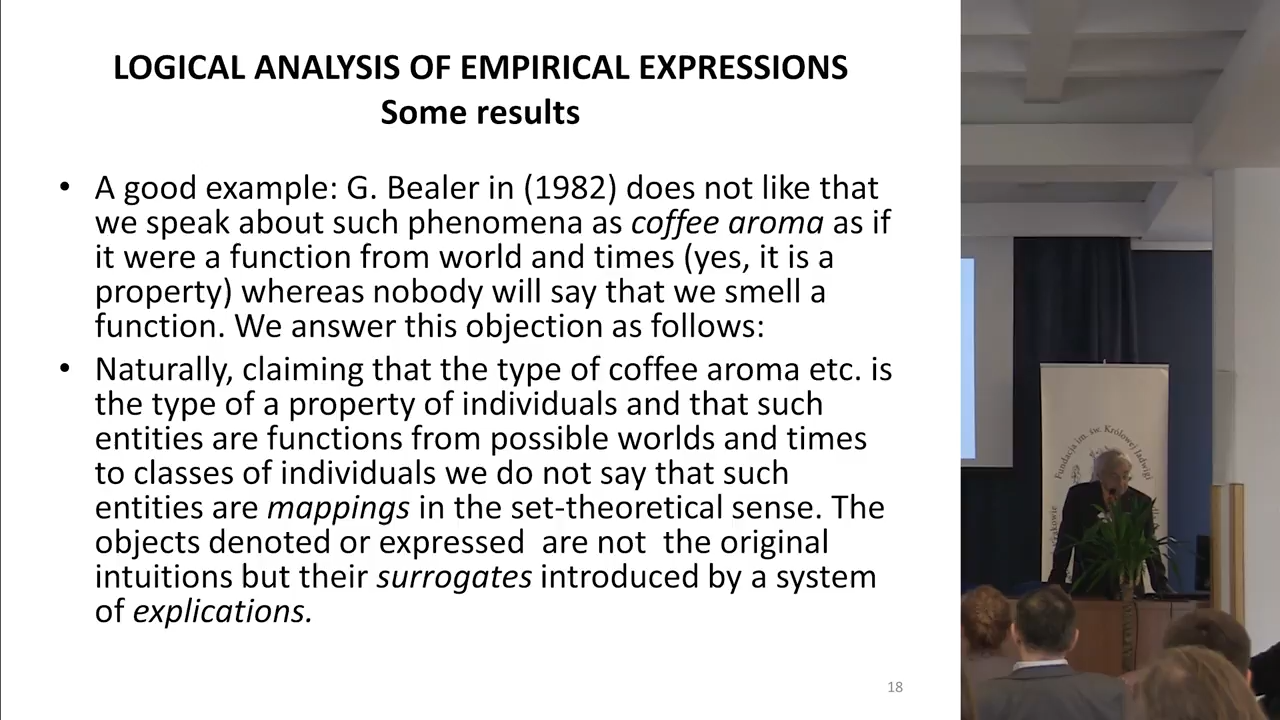 LOGICAL ANALYSIS OF EMPIRICAL EXPRESSIONS
Some results
• A good example: G. Bealer in (1982) does not like that
we speak about such phenomena as coffee aroma as if
it were a function from world and times (yes, it is a
property) whereas nobody will say that we smell a
function. We answer this objection as follows:
• Naturally, claiming that the type of coffee aroma etc. is
the type of a property of individuals and that such
entities are functions from possible worlds and times
to classes of individuals we do not say that such
entities are mappings in the set-theoretical sense. The
objects denoted or expressed  are not  the original
intuitions but their surrogates introduced by a system
of explications.
18
Fundacja im. św. Królowej Jadwigi